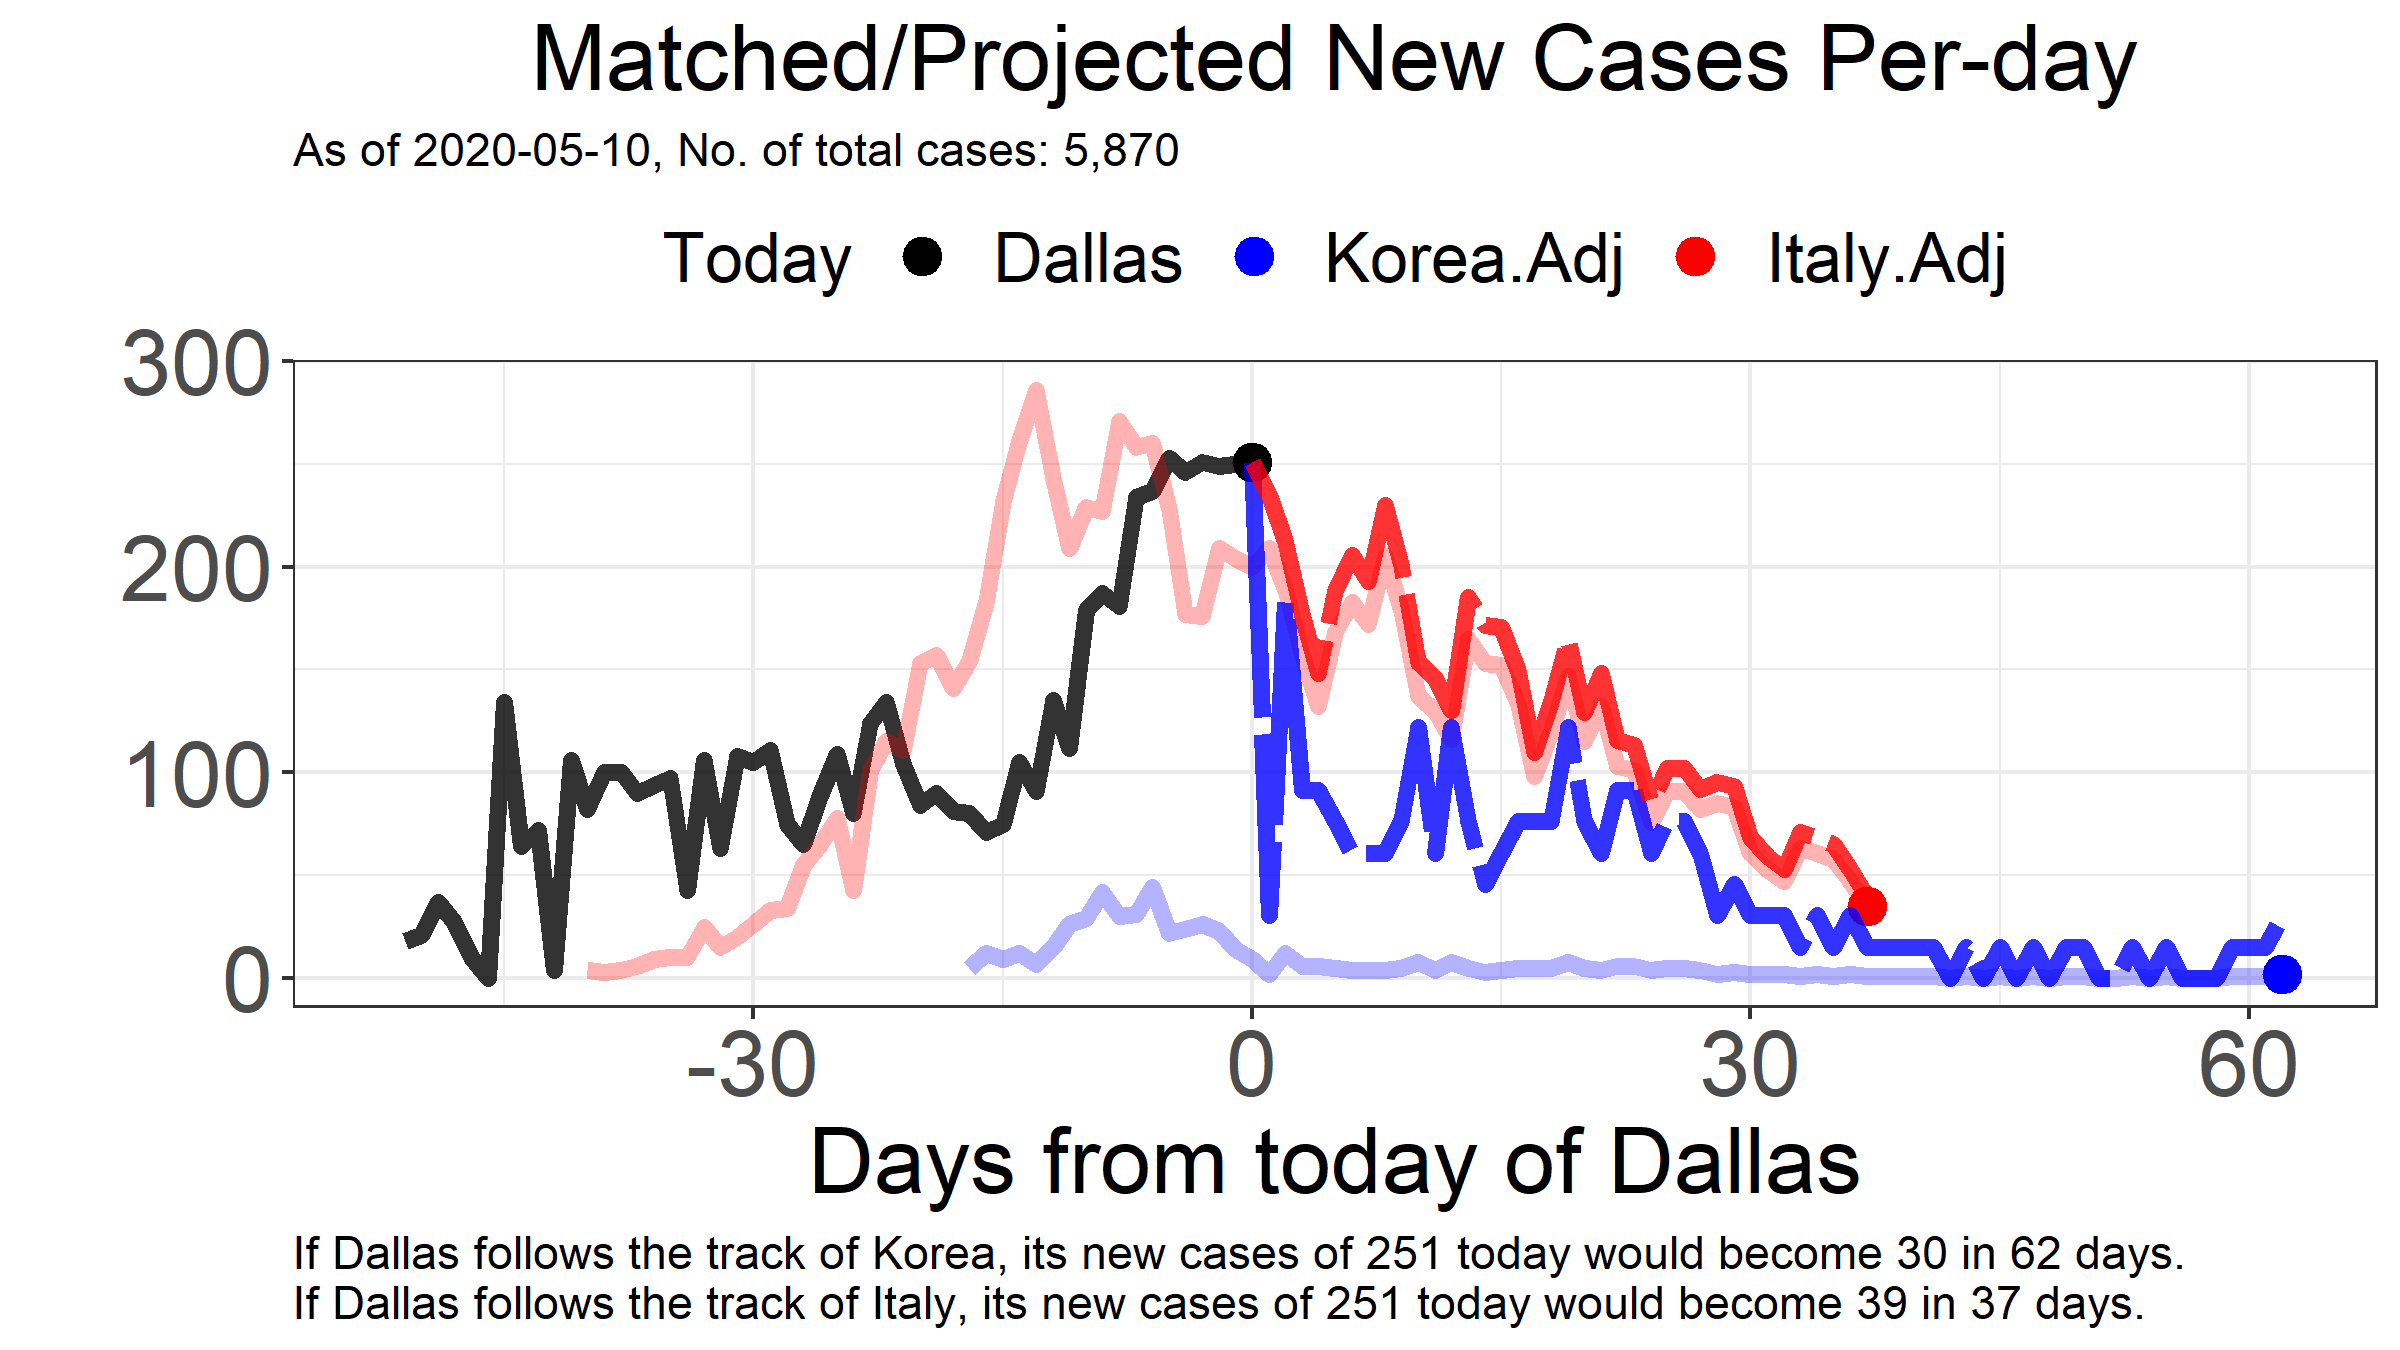 Matched/Projected New Cases Per-day
As of 2020-05-10, No. of total cases: 5,870
Today Dallas Korea.Adj Italy.Adj
300
200
100
0
-30 0 30 60
Days from today of Dallas
If Dallas follows the track of Korea, its new cases of 251 today would become 30 in 62 days.
If Dallas follows the track of Italy, its new cases of 251 today would become 39 in 37 days.